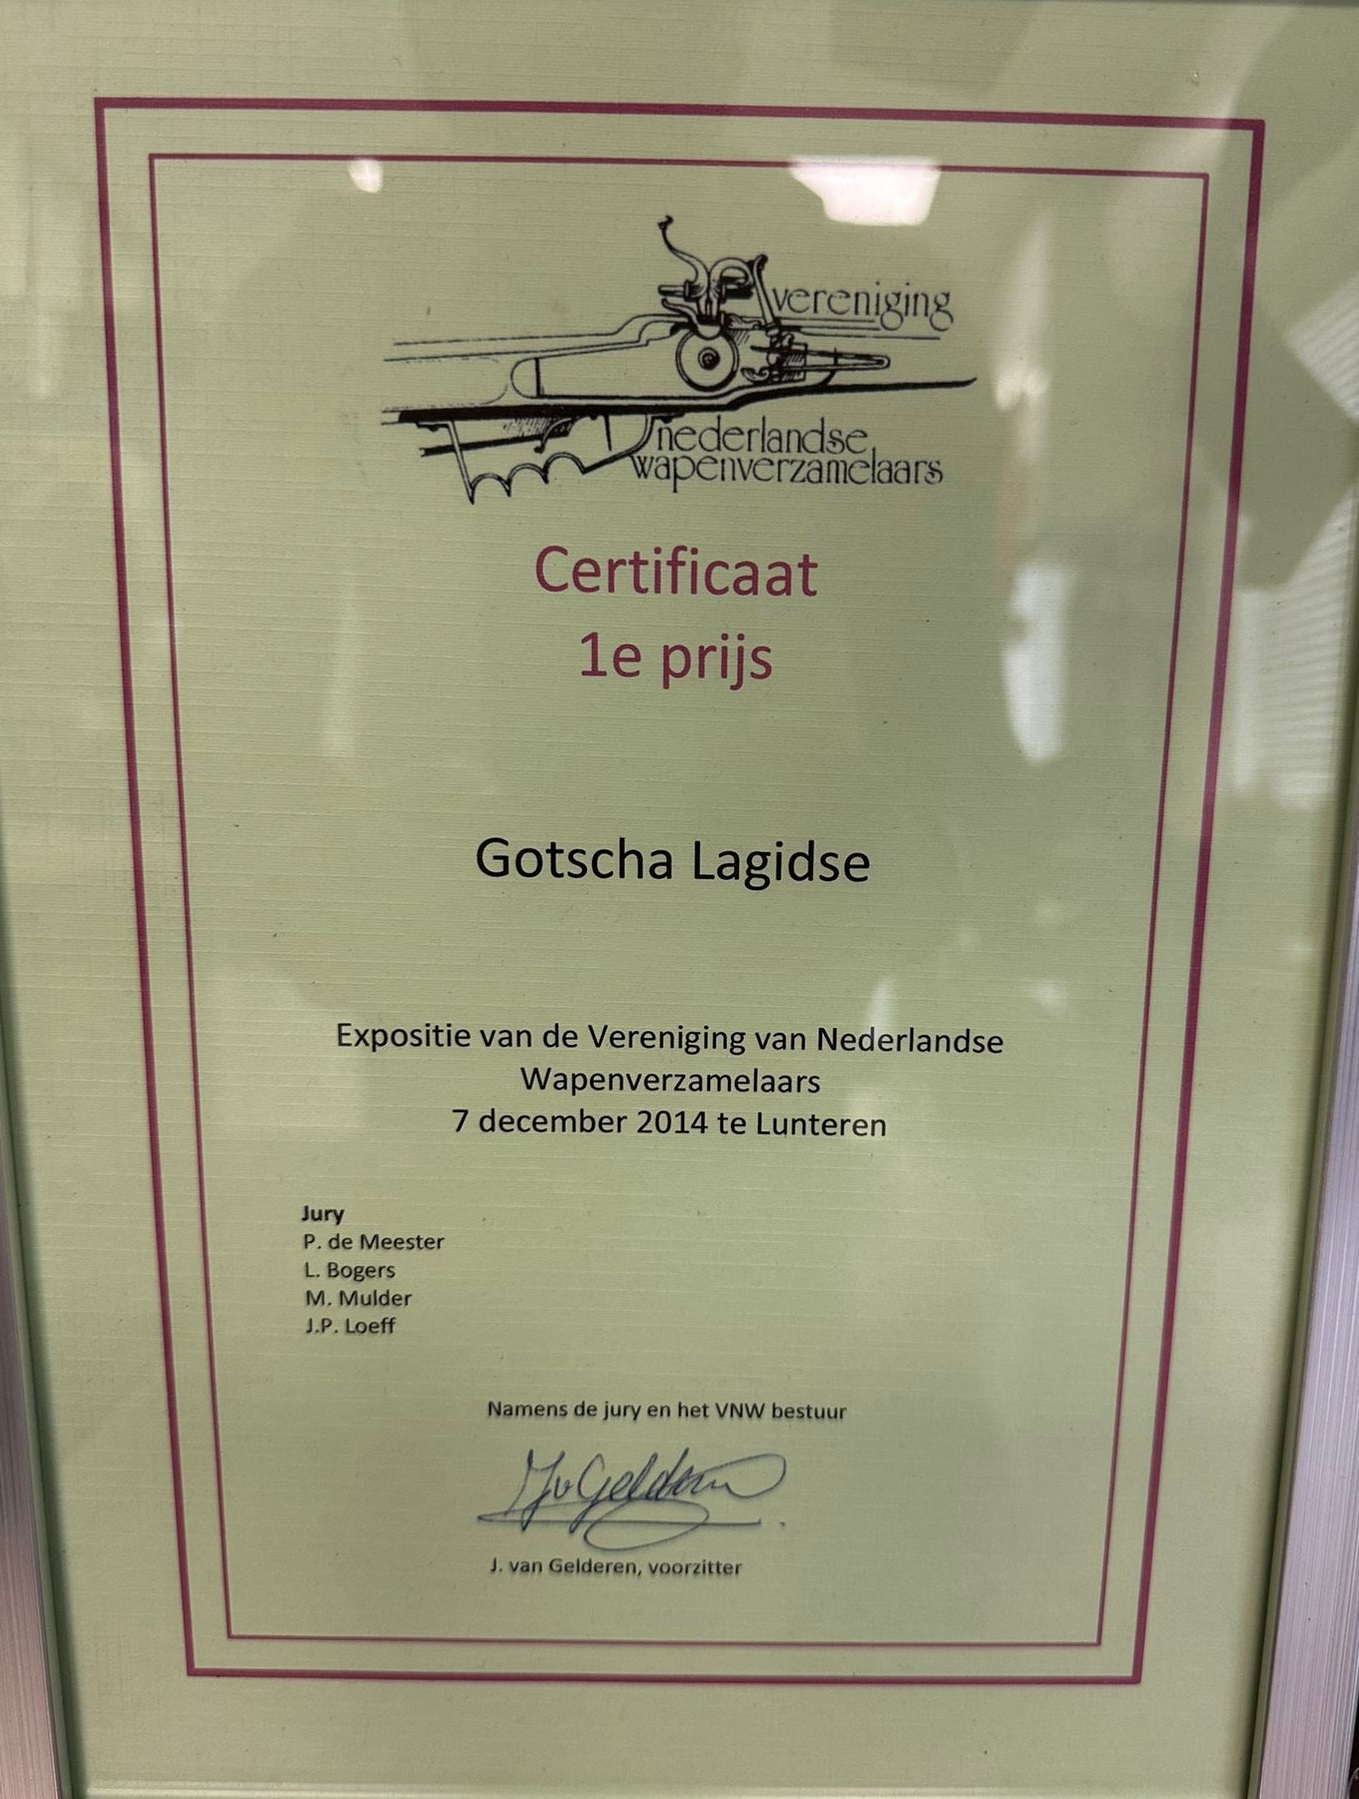 vereniging
nederlandse
wapenverzamelaars
Certificaat
1e prijs
Gotscha Lagidse
Expositie van de Vereniging van Nederlandse
Wapenverzamelaars
7 december 2014 te Lunteren
Jury
P. de Meester
L. Bogers
M. Mulder
J.P. Loeff
Namens de jury en het VNW bestuur
JvGelderen
J. van Gelderen, voorzitter